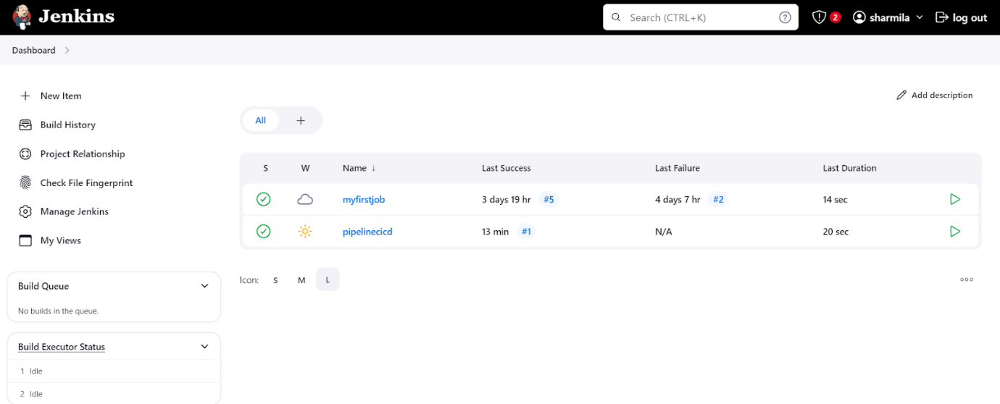 Jenkins
Search (CTRL+K)
2
sharmila
log out
Dashboard
New Item
Build History
Project Relationship
Check File Fingerprint
Manage Jenkins
My Views
Build Queue
No builds in the queue.
Build Executor Status
1 Idle
2 Idle
Add description
All +
S W Name ↓ Last Success Last Failure Last Duration
myfirstjob 3 days 19 hr #5 4 days 7 hr #2 14 sec
pipelinecicd 13 min #1 N/A 20 sec
Icon: S M L